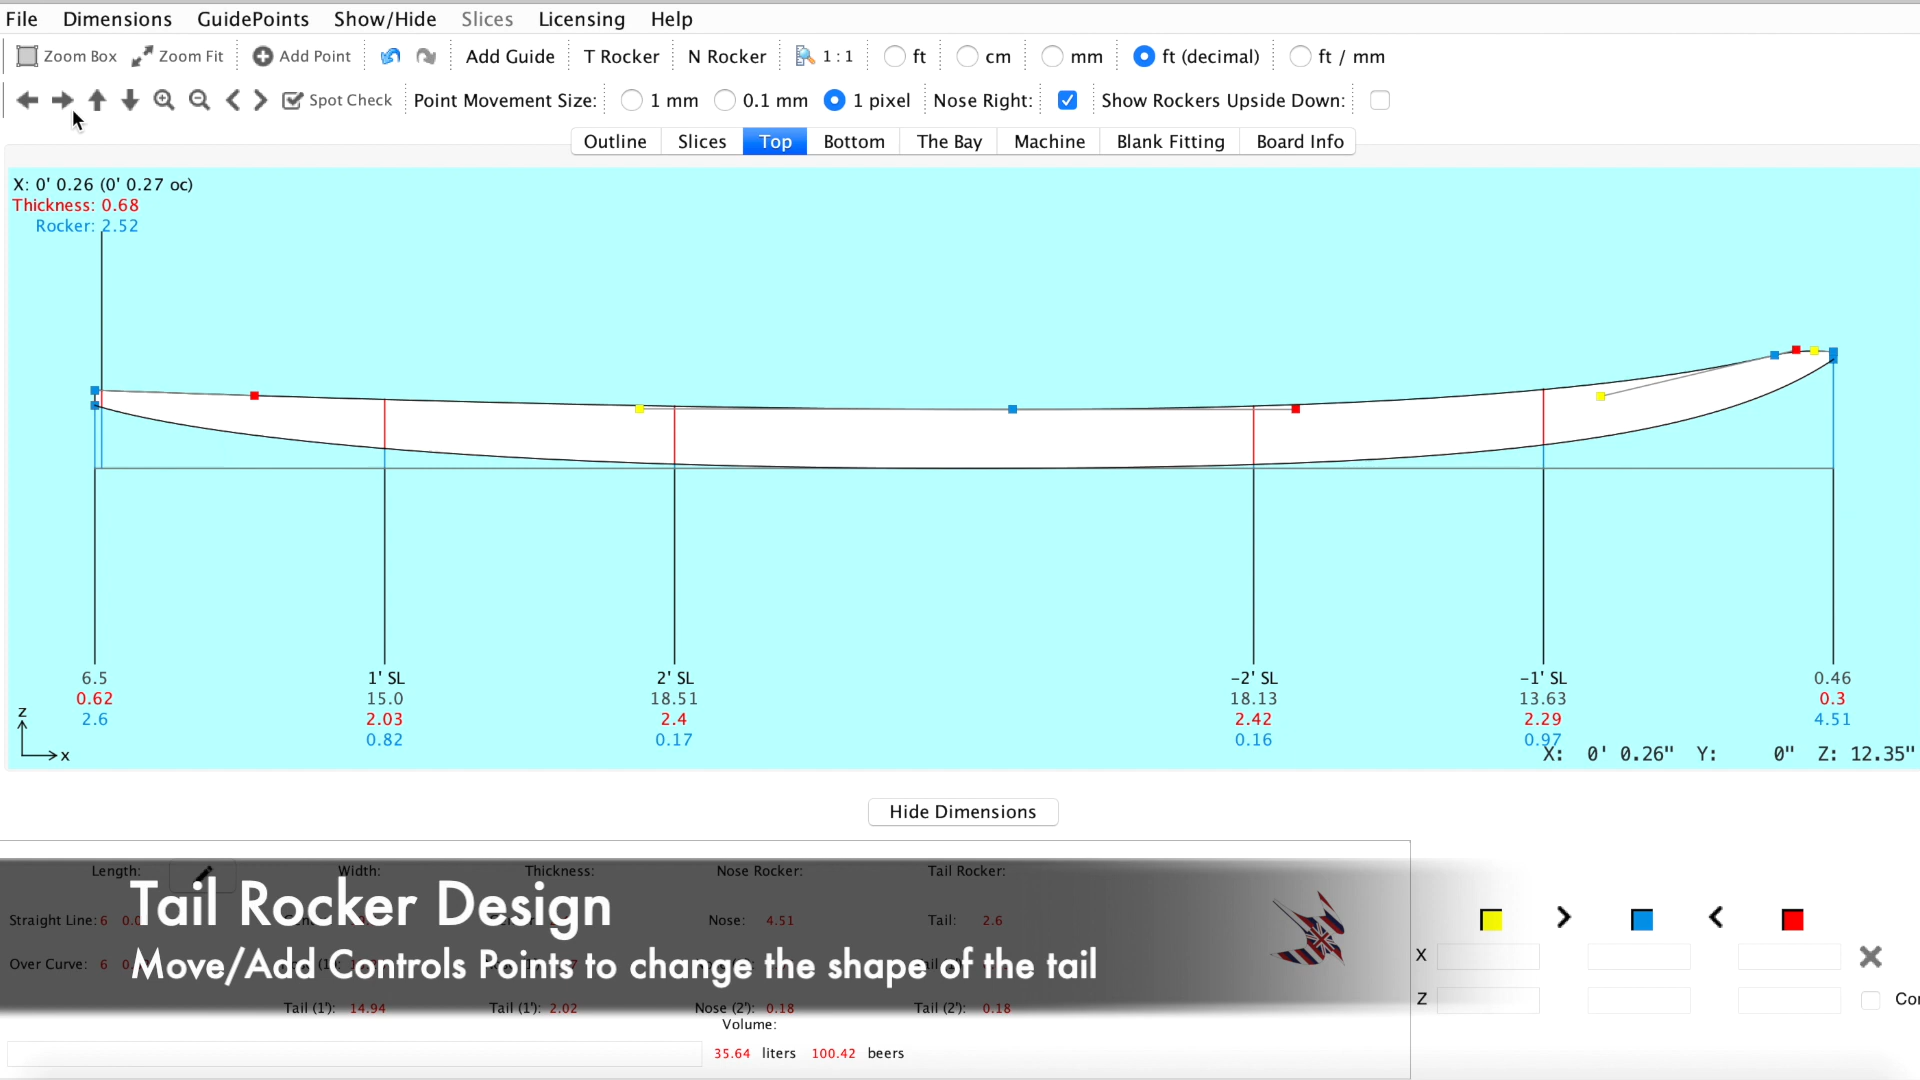 File Dimensions GuidePoints Show/Hide Slices Licensing Help
Zoom Box Zoom Fit Add Point Add Guide T Rocker N Rocker 1 : 1 ft cm mm ft (decimal) ft / mm
Spot Check Point Movement Size: 1 mm 0.1 mm 1 pixel Nose Right: Show Rockers Upside Down:
Outline Slices Top Bottom The Bay Machine Blank Fitting Board Info
X: 0' 0.26 (0' 0.27 oc)
Thickness: 0.68
Rocker: 2.52
6.5 1' SL 2' SL -2' SL -1' SL 0.46
0.62 15.0 18.51 18.13 13.63 0.3
2.6 2.03 2.4 2.42 2.29 4.51
0.82 0.17 0.16 0.97
z
x
X: 0' 0.26" Y: 0" Z: 12.35"
Hide Dimensions
Length: Width: Thickness: Nose Rocker: Tail Rocker:
Tail Rocker Design
Straight Line: 6 Nose: 4.51 Tail: 2.6
Move/Add Controls Points to change the shape of the tail
Over Curve: 6
Tail (1'): 14.94 Tail (1'): 2.02 Nose (2'): 0.18 Tail (2'): 0.18
Volume:
35.64 liters 100.42 beers
X
Z